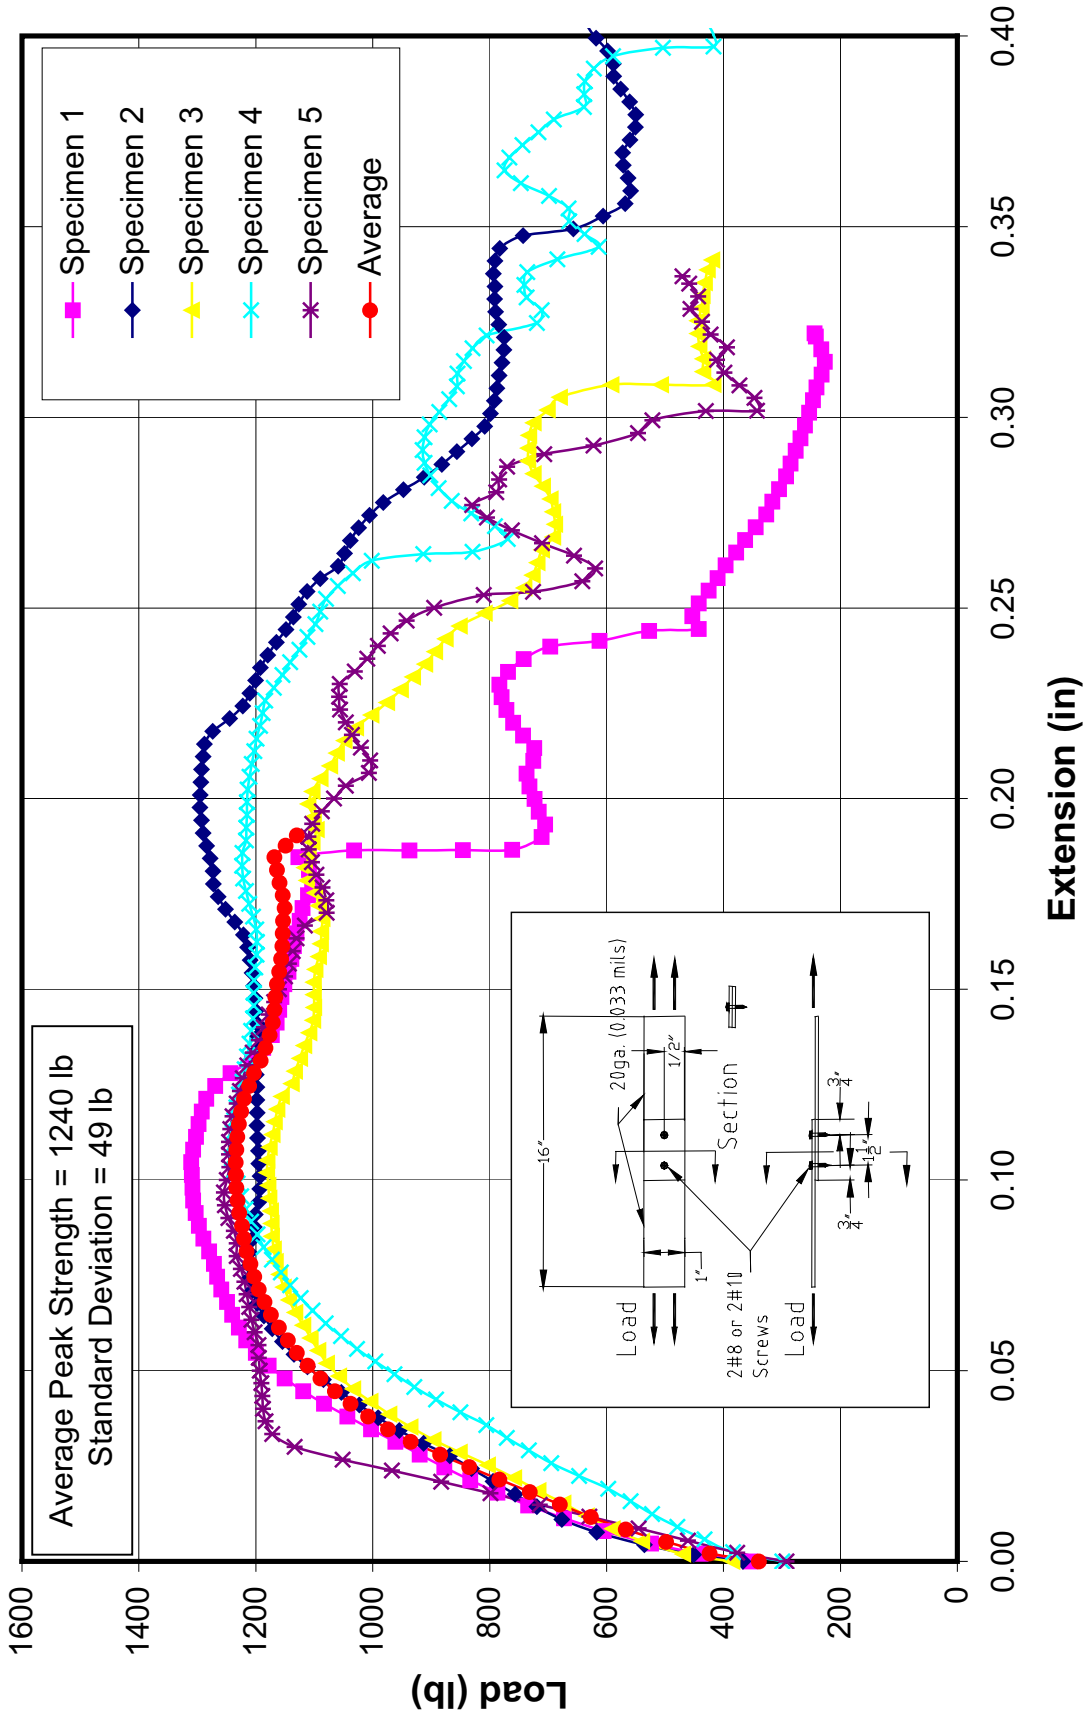 Average Peak Strength = 1240 lb
Standard Deviation = 49 lb
Specimen 1
Specimen 2
Specimen 3
Specimen 4
Specimen 5
Average
1600
1400
1200
1000
800
600
400
200
0
Load (lb)
0.00
0.05
0.10
0.15
0.20
0.25
0.30
0.35
0.40
Extension (in)
16"
20ga. (0.033 mils)
Load
1"
1/2"
Section
2#8 or 2#10
Screws
Load
3"
4
1"
1 2
3"
4